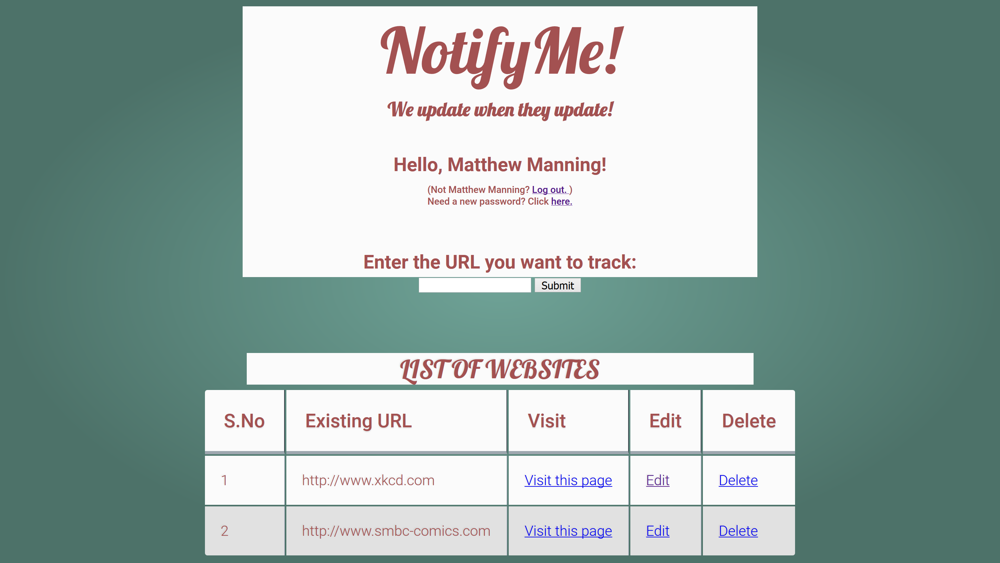 NotifyMe!
We update when they update!
Hello, Matthew Manning!
(Not Matthew Manning? Log out. )
Need a new password? Click here.
Enter the URL you want to track:
Submit
LIST OF WEBSITES
S.No Existing URL Visit Edit Delete
1 http://www.xkcd.com Visit this page Edit Delete
2 http://www.smbc-comics.com Visit this page Edit Delete